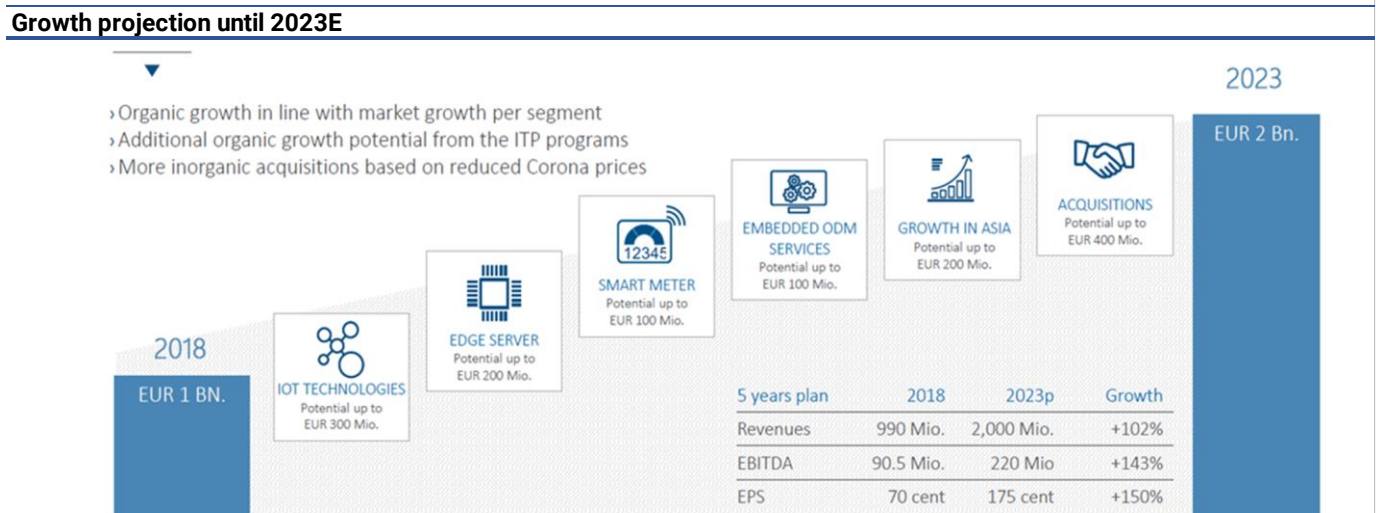 Growth projection until 2023E
› Organic growth in line with market growth per segment
› Additional organic growth potential from the ITP programs
› More inorganic acquisitions based on reduced Corona prices
2018
EUR 1 BN.
IOT TECHNOLOGIES
Potential up to
EUR 300 Mio.
EDGE SERVER
Potential up to
EUR 200 Mio.
12345
SMART METER
Potential up to
EUR 100 Mio.
EMBEDDED ODM
SERVICES
Potential up to
EUR 100 Mio.
GROWTH IN ASIA
Potential up to
EUR 200 Mio.
ACQUISITIONS
Potential up to
EUR 400 Mio.
2023
EUR 2 Bn.
5 years plan 2018 2023p Growth
Revenues 990 Mio. 2,000 Mio. +102%
EBITDA 90.5 Mio. 220 Mio +143%
EPS 70 cent 175 cent +150%